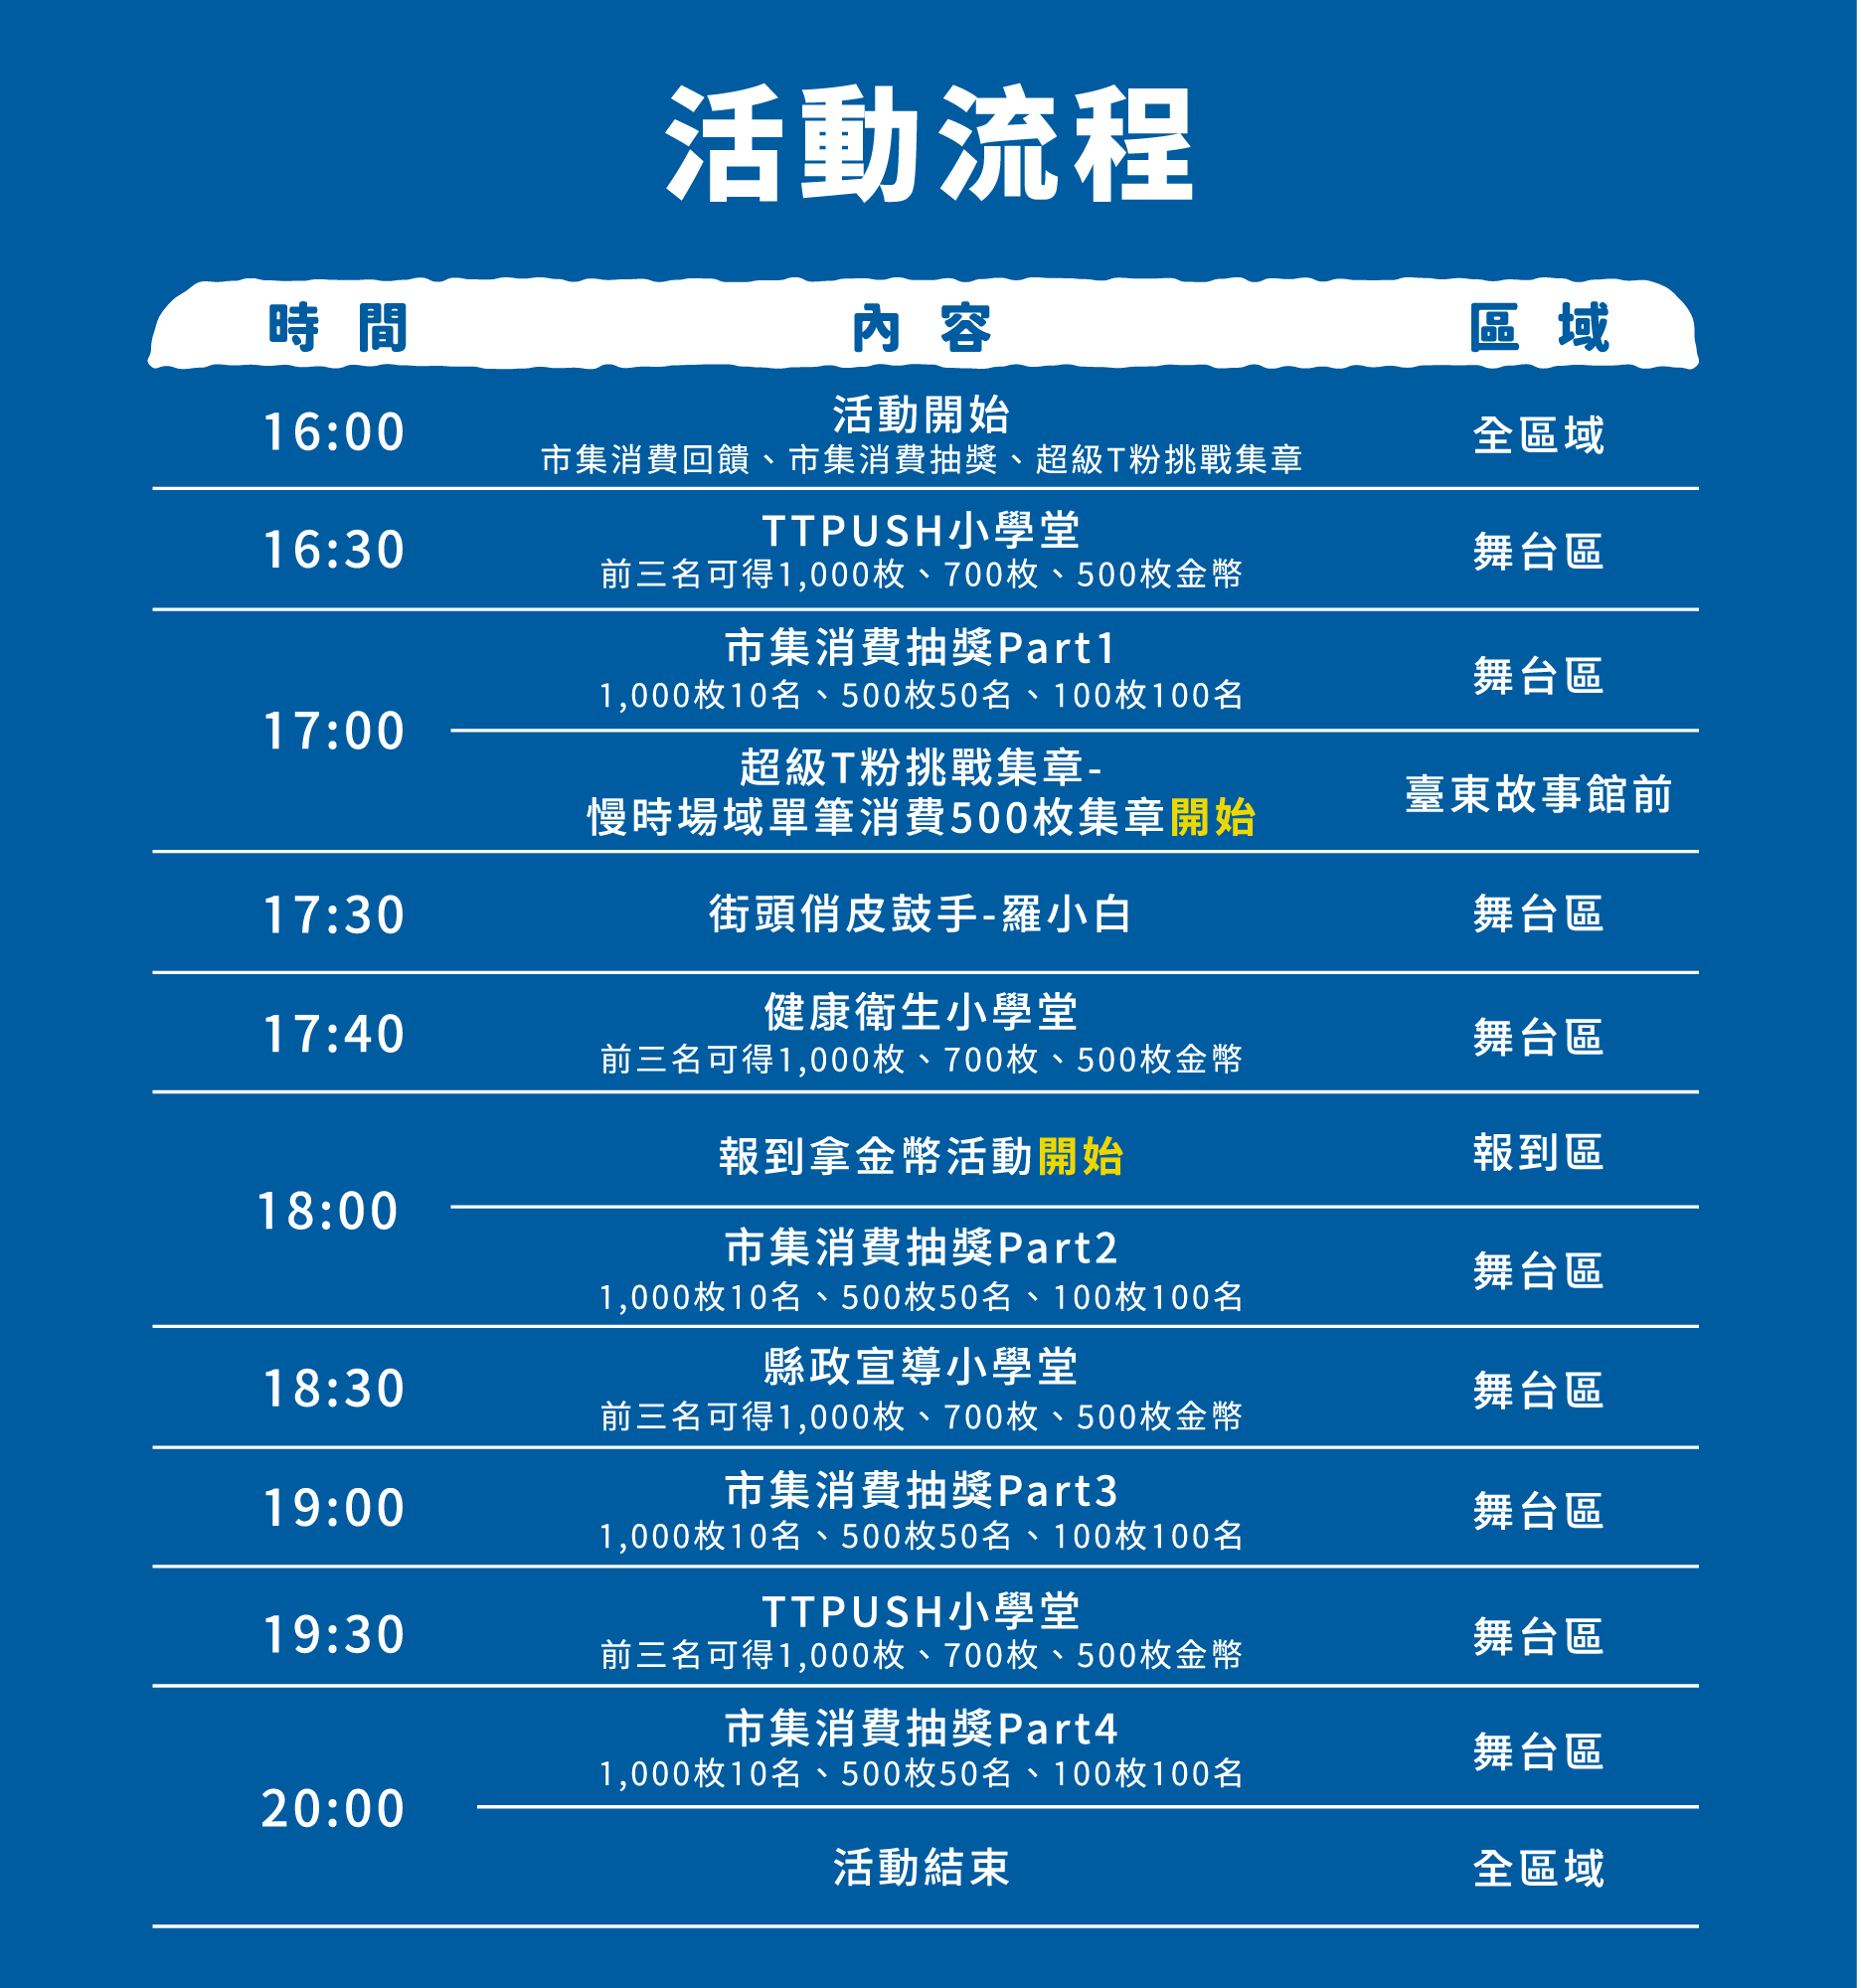 活動流程
時間 內容 區域
16:00 活動開始 全區域
市集消費回饋、市集消費抽獎、超級T粉挑戰集章
16:30 TTPUSH小學堂 舞台區
前三名可得1,000枚、700枚、500枚金幣
17:00
市集消費抽獎Part1 舞台區
1,000枚10名、500枚50名、100枚100名
超級T粉挑戰集章-
慢時場域單筆消費500枚集章開始 臺東故事館前
17:30 街頭俏皮鼓手-羅小白 舞台區
17:40 健康衛生小學堂 舞台區
前三名可得1,000枚、700枚、500枚金幣
18:00
報到拿金幣活動開始 報到區
市集消費抽獎Part2 舞台區
1,000枚10名、500枚50名、100枚100名
18:30 縣政宣導小學堂 舞台區
前三名可得1,000枚、700枚、500枚金幣
19:00 市集消費抽獎Part3 舞台區
1,000枚10名、500枚50名、100枚100名
19:30 TTPUSH小學堂 舞台區
前三名可得1,000枚、700枚、500枚金幣
20:00
市集消費抽獎Part4 舞台區
1,000枚10名、500枚50名、100枚100名
活動結束 全區域